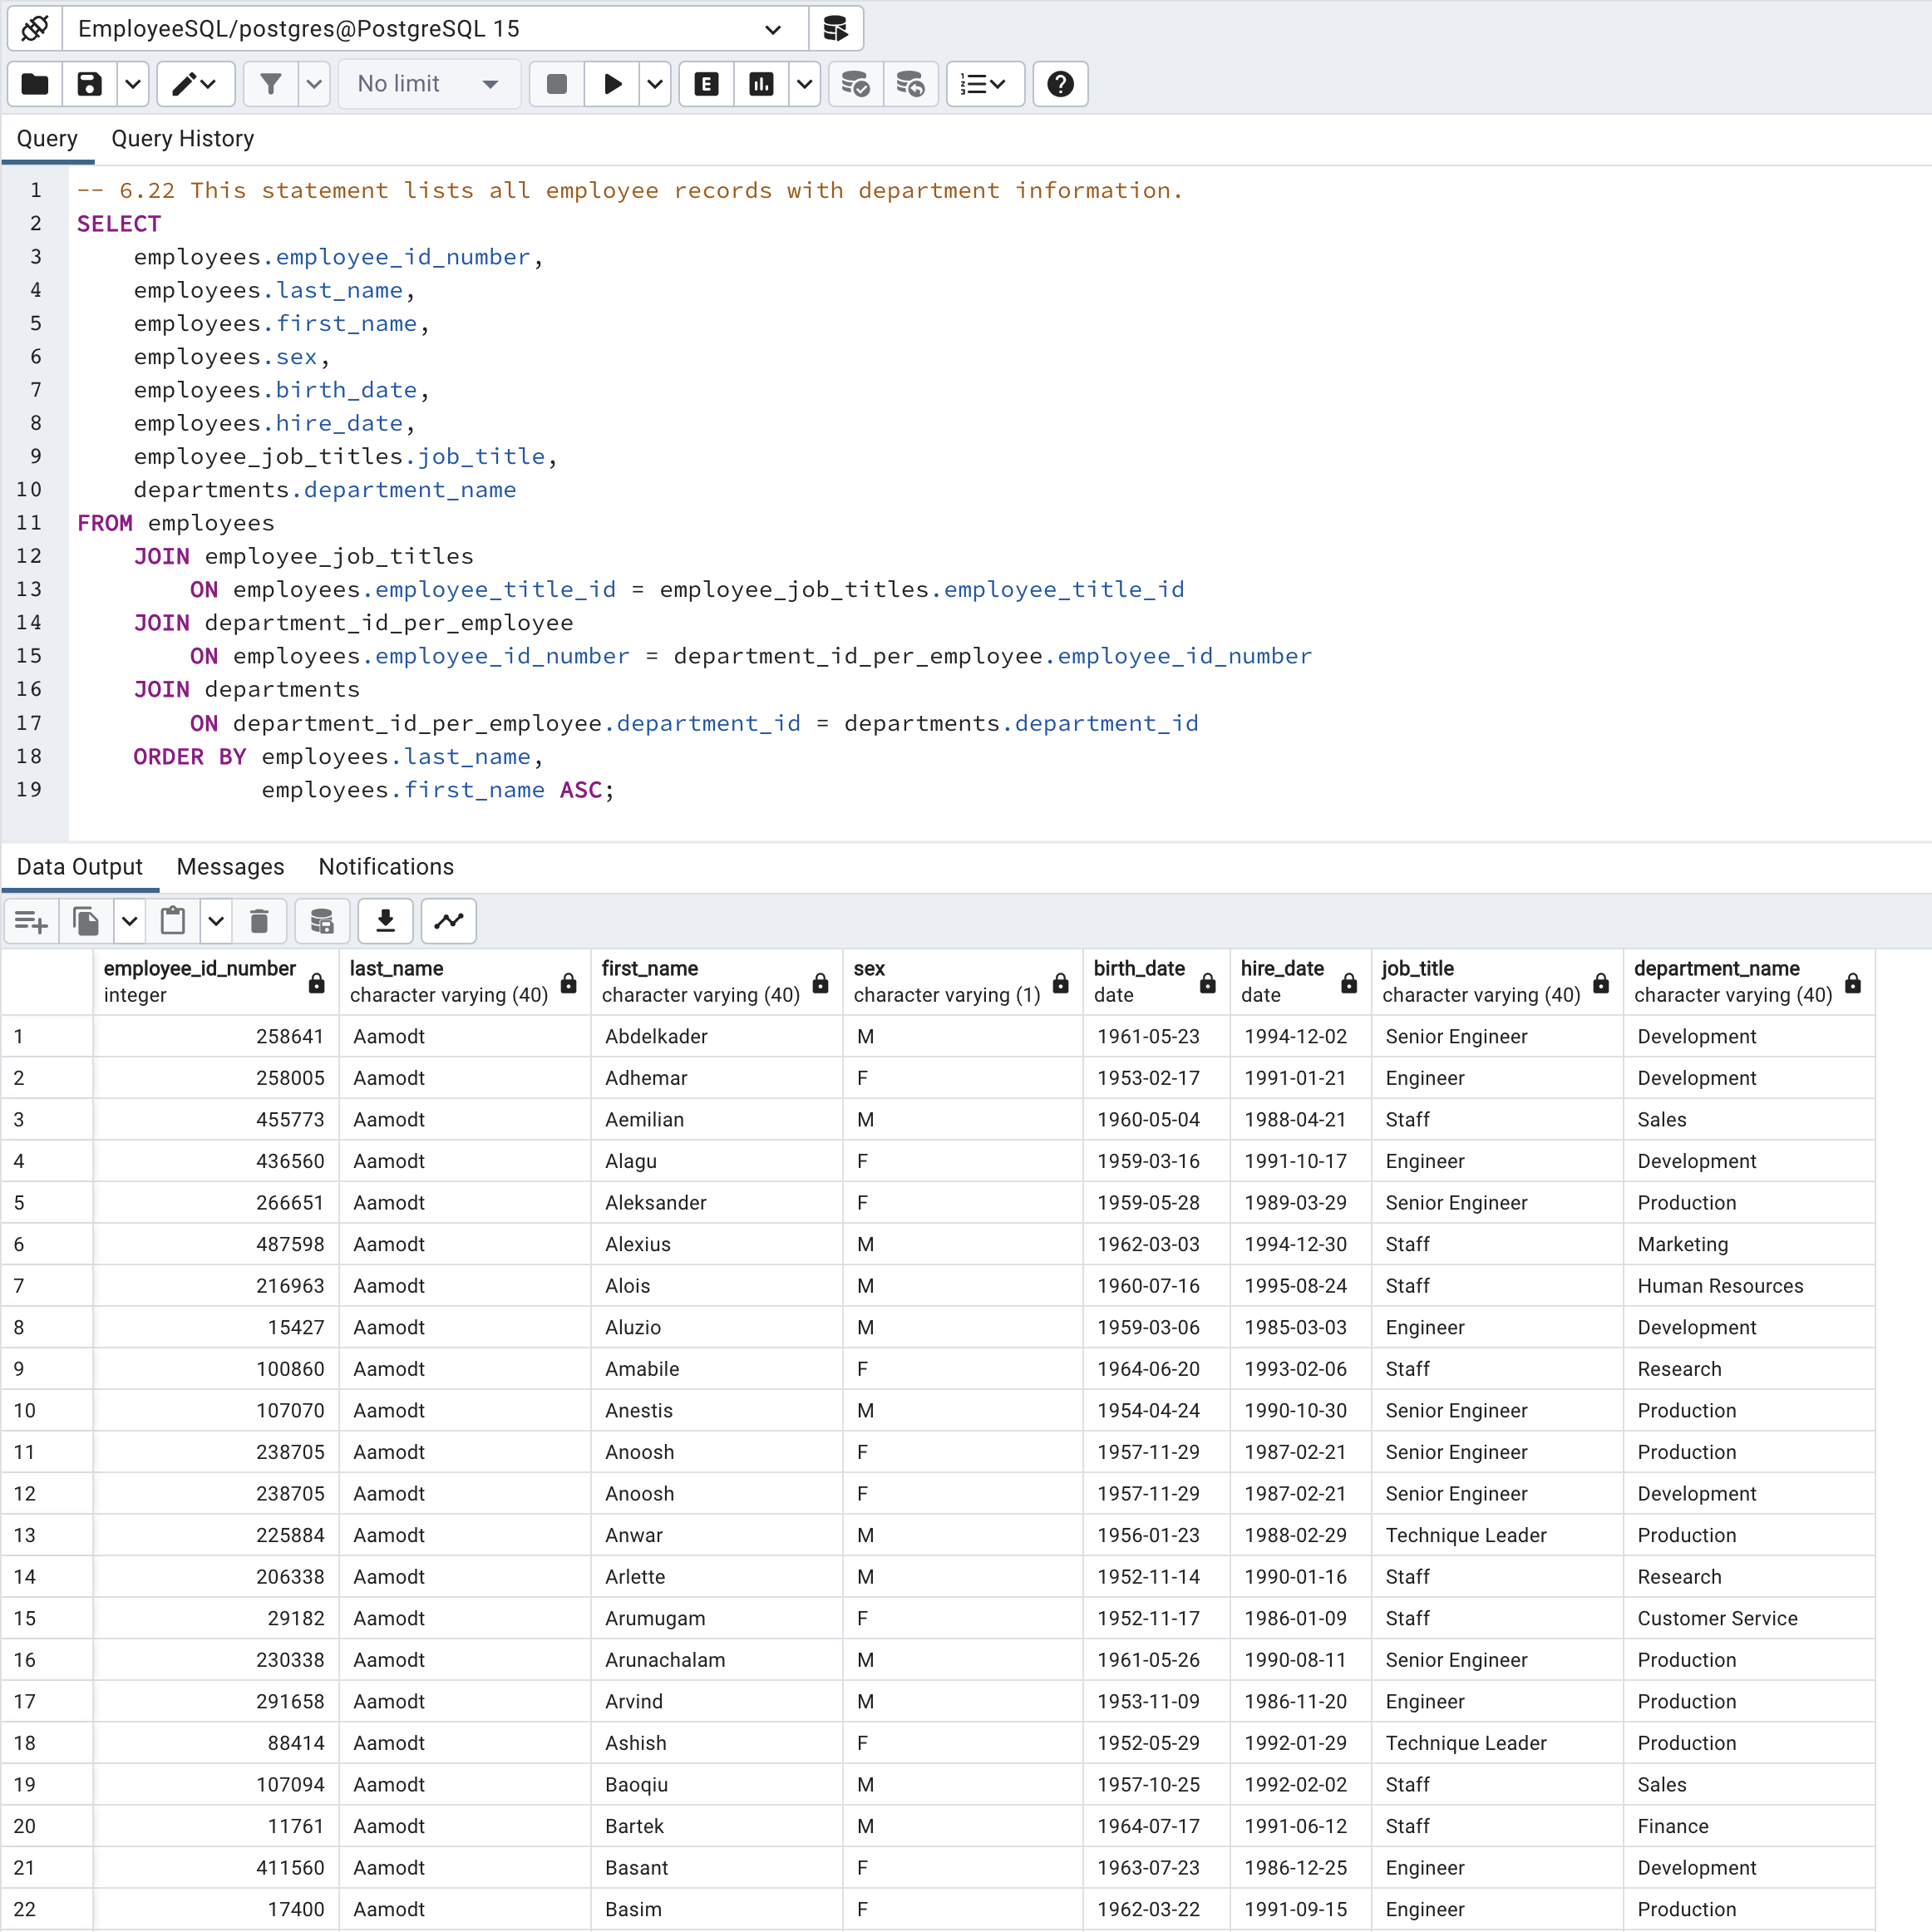 EmployeeSQL/postgres@PostgreSQL 15
No limit
E
Query Query History
1 -- 6.22 This statement lists all employee records with department information.
2 SELECT
3 employees.employee_id_number,
4 employees.last_name,
5 employees.first_name,
6 employees.sex,
7 employees.birth_date,
8 employees.hire_date,
9 employee_job_titles.job_title,
10 departments.department_name
11 FROM employees
12 JOIN employee_job_titles
13 ON employees.employee_title_id = employee_job_titles.employee_title_id
14 JOIN department_id_per_employee
15 ON employees.employee_id_number = department_id_per_employee.employee_id_number
16 JOIN departments
17 ON department_id_per_employee.department_id = departments.department_id
18 ORDER BY employees.last_name,
19 employees.first_name ASC;
Data Output Messages Notifications
employee_id_number last_name first_name sex birth_date hire_date job_title department_name
integer character varying (40) character varying (40) character varying (1) date date character varying (40) character varying (40)
1 258641 Aamodt Abdelkader M 1961-05-23 1994-12-02 Senior Engineer Development
2 258005 Aamodt Adhemar F 1953-02-17 1991-01-21 Engineer Development
3 455773 Aamodt Aemilian M 1960-05-04 1988-04-21 Staff Sales
4 436560 Aamodt Alagu F 1959-03-16 1991-10-17 Engineer Development
5 266651 Aamodt Aleksander F 1959-05-28 1989-03-29 Senior Engineer Production
6 487598 Aamodt Alexius M 1962-03-03 1994-12-30 Staff Marketing
7 216963 Aamodt Alois M 1960-07-16 1995-08-24 Staff Human Resources
8 15427 Aamodt Aluzio M 1959-03-06 1985-03-03 Engineer Development
9 100860 Aamodt Amabile F 1964-06-20 1993-02-06 Staff Research
10 107070 Aamodt Anestis M 1954-04-24 1990-10-30 Senior Engineer Production
11 238705 Aamodt Anoosh F 1957-11-29 1987-02-21 Senior Engineer Production
12 238705 Aamodt Anoosh F 1957-11-29 1987-02-21 Senior Engineer Development
13 225884 Aamodt Anwar M 1956-01-23 1988-02-29 Technique Leader Production
14 206338 Aamodt Arlette M 1952-11-14 1990-01-16 Staff Research
15 29182 Aamodt Arumugam F 1952-11-17 1986-01-09 Staff Customer Service
16 230338 Aamodt Arunachalam M 1961-05-26 1990-08-11 Senior Engineer Production
17 291658 Aamodt Arvind M 1953-11-09 1986-11-20 Engineer Production
18 88414 Aamodt Ashish F 1952-05-29 1992-01-29 Technique Leader Production
19 107094 Aamodt Baoqiu M 1957-10-25 1992-02-02 Staff Sales
20 11761 Aamodt Bartek M 1964-07-17 1991-06-12 Staff Finance
21 411560 Aamodt Basant F 1963-07-23 1986-12-25 Engineer Development
22 17400 Aamodt Basim F 1962-03-22 1991-09-15 Engineer Production